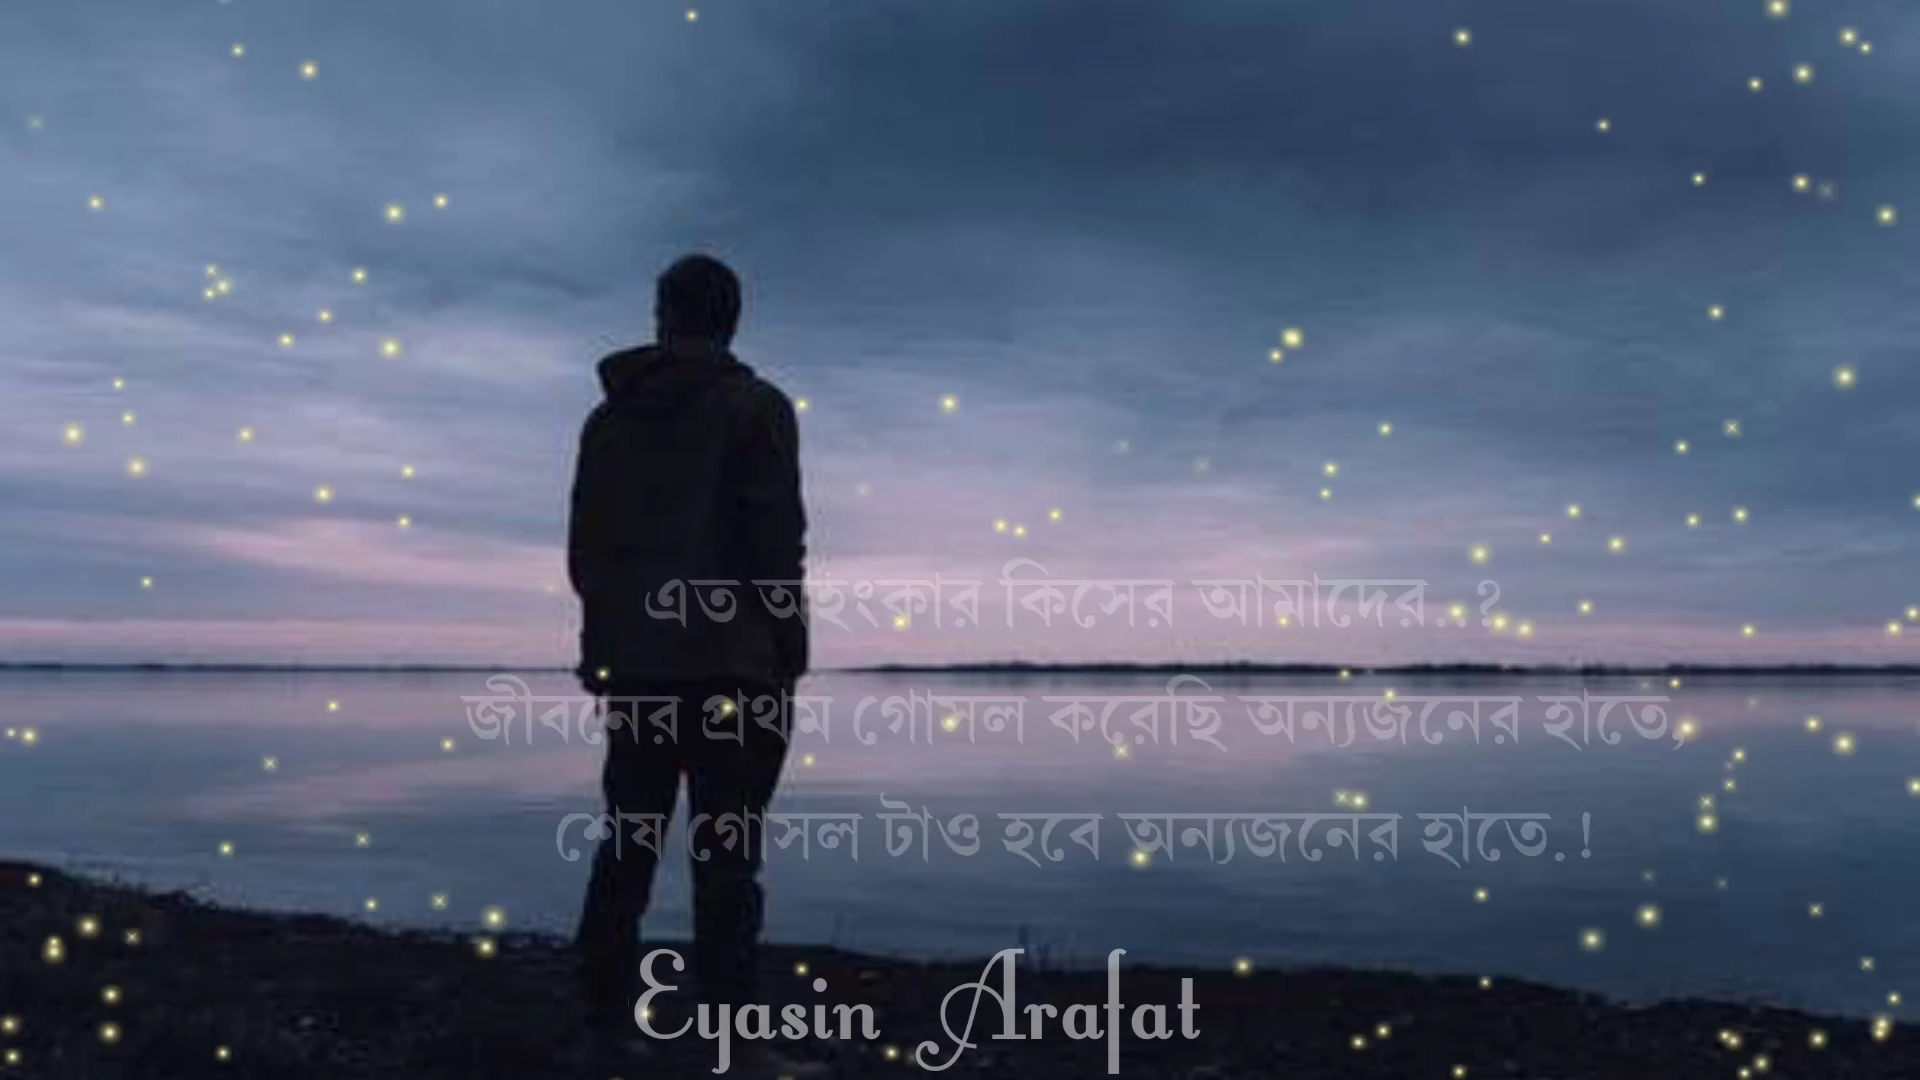 এত অহংকার কিসের আমাদের..?
জীবনের প্রথম গোসল করেছি অন্যজনের হাতে,
শেষ গোসল টাও হবে অন্যজনের হাতে.!
Eyasin Arafat